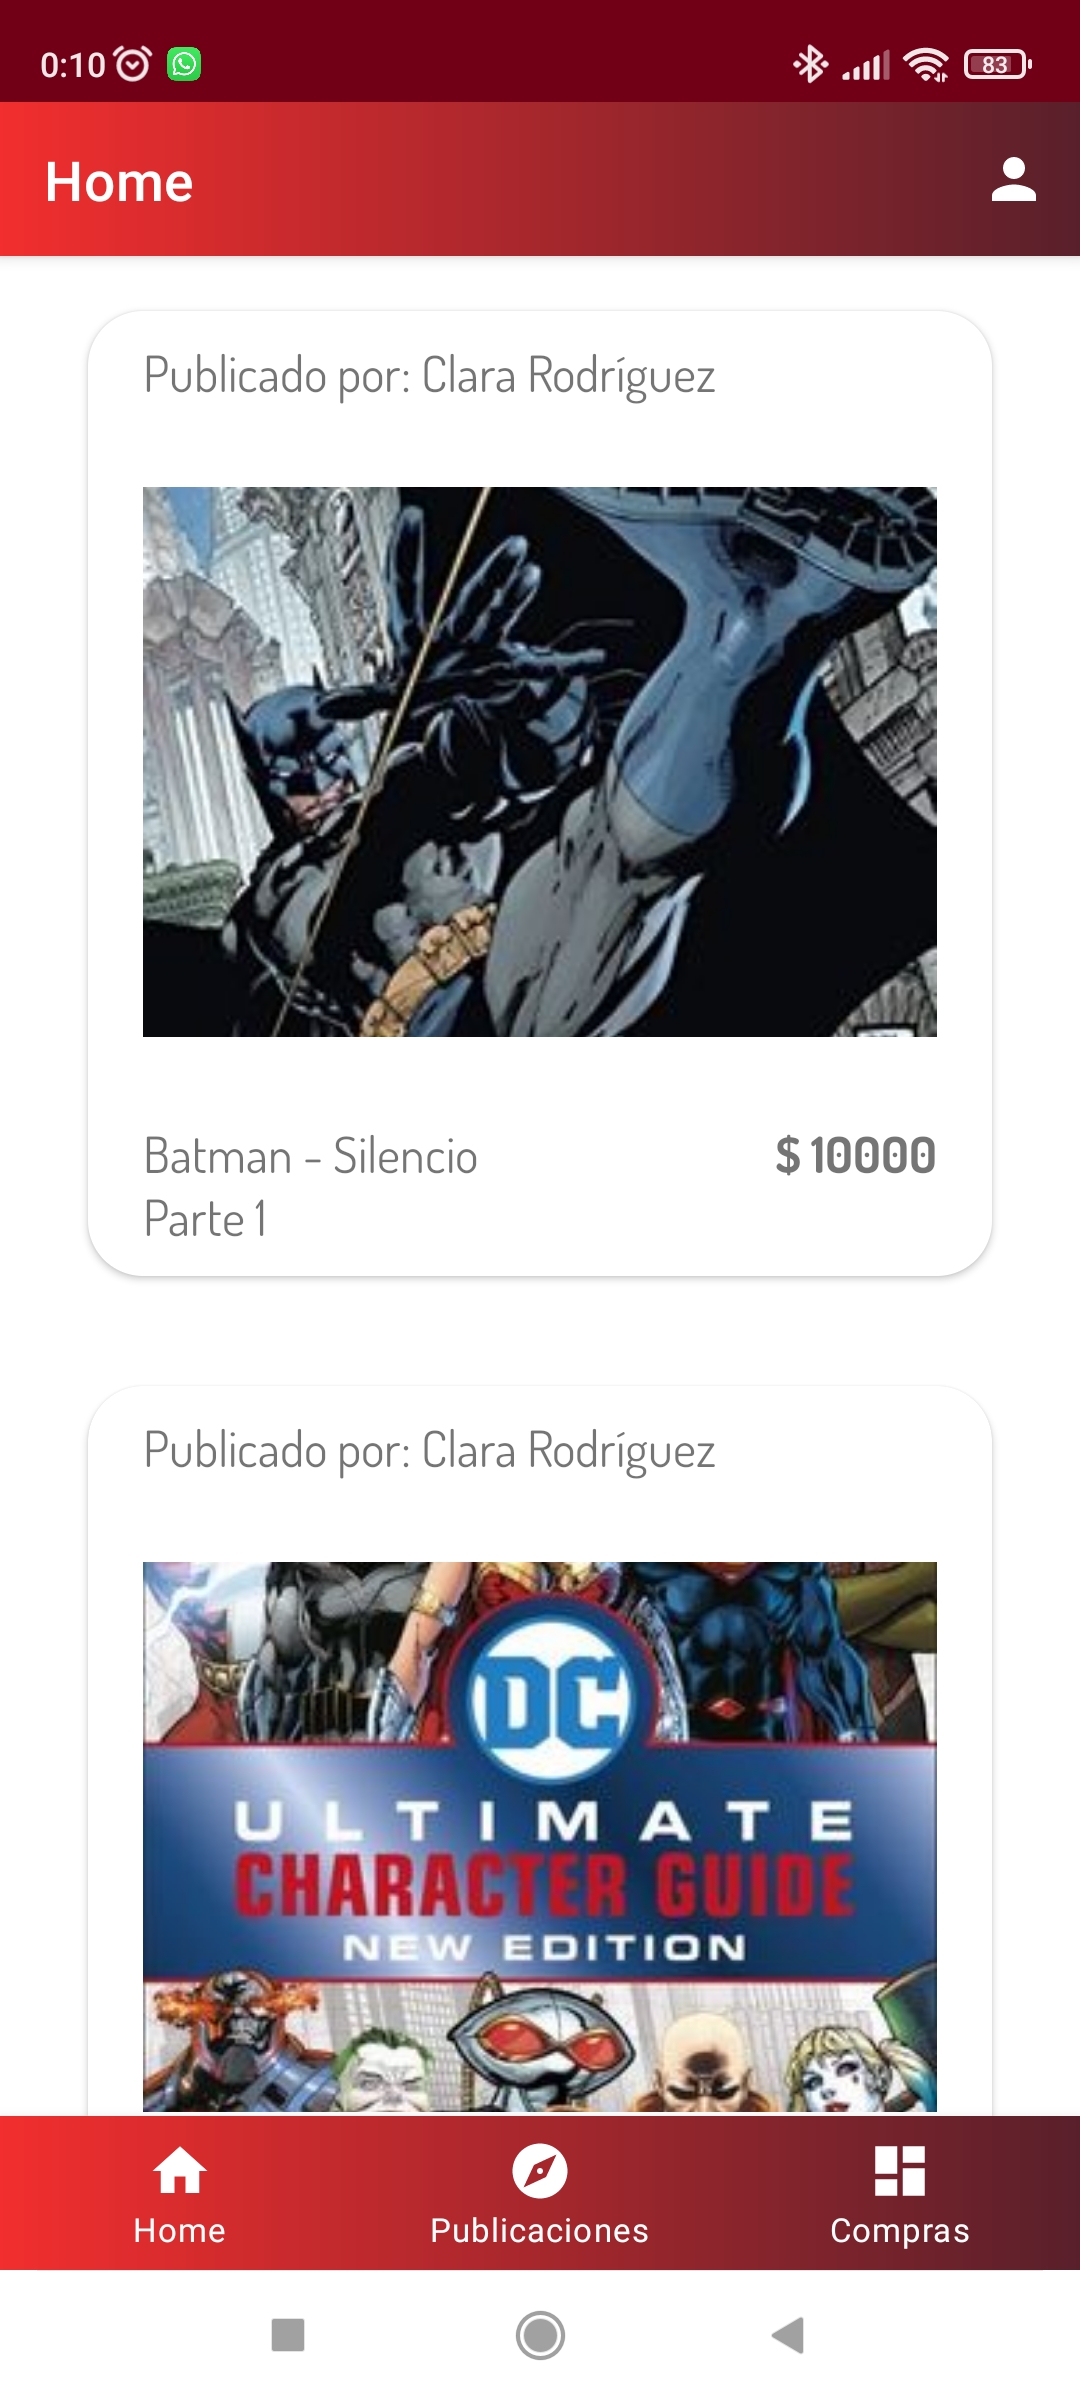 0:10
83
Home
Publicado por: Clara Rodríguez
Batman - Silencio
Parte 1
$ 10000
Publicado por: Clara Rodríguez
DC
ULTIMATE
CHARACTER GUIDE
NEW EDITION
Home
Publicaciones
Compras